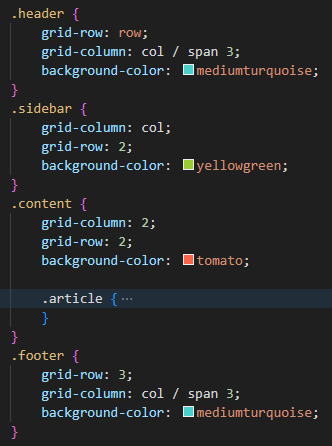 .header {
    grid-row: row;
    grid-column: col / span 3;
    background-color: mediumturquoise;
}
.sidebar {
    grid-column: col;
    grid-row: 2;
    background-color: yellowgreen;
}
.content {
    grid-column: 2;
    grid-row: 2;
    background-color: tomato;

    .article {···
    }
}
.footer {
    grid-row: 3;
    grid-column: col / span 3;
    background-color: mediumturquoise;
}